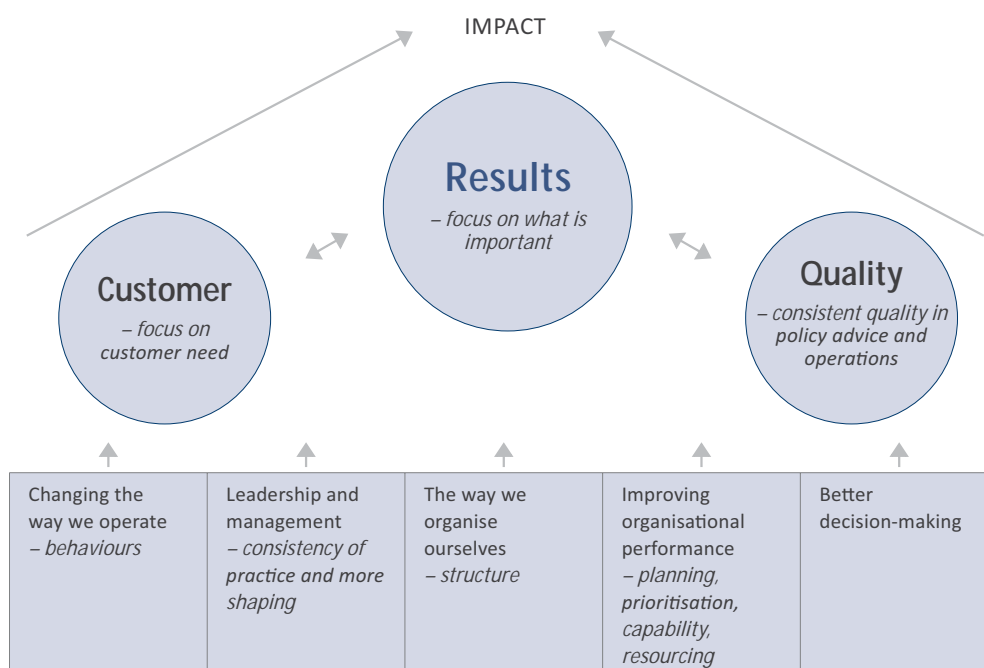 IMPACT
Results
– focus on what is
important
Customer
– focus on
customer need
Quality
– consistent quality in
policy advice and
operations
Changing the
way we operate
– behaviours
Leadership and
management
– consistency of
practice and more
shaping
The way we
organise
ourselves
– structure
Improving
organisational
performance
– planning,
prioritisation,
capability,
resourcing
Better
decision-making